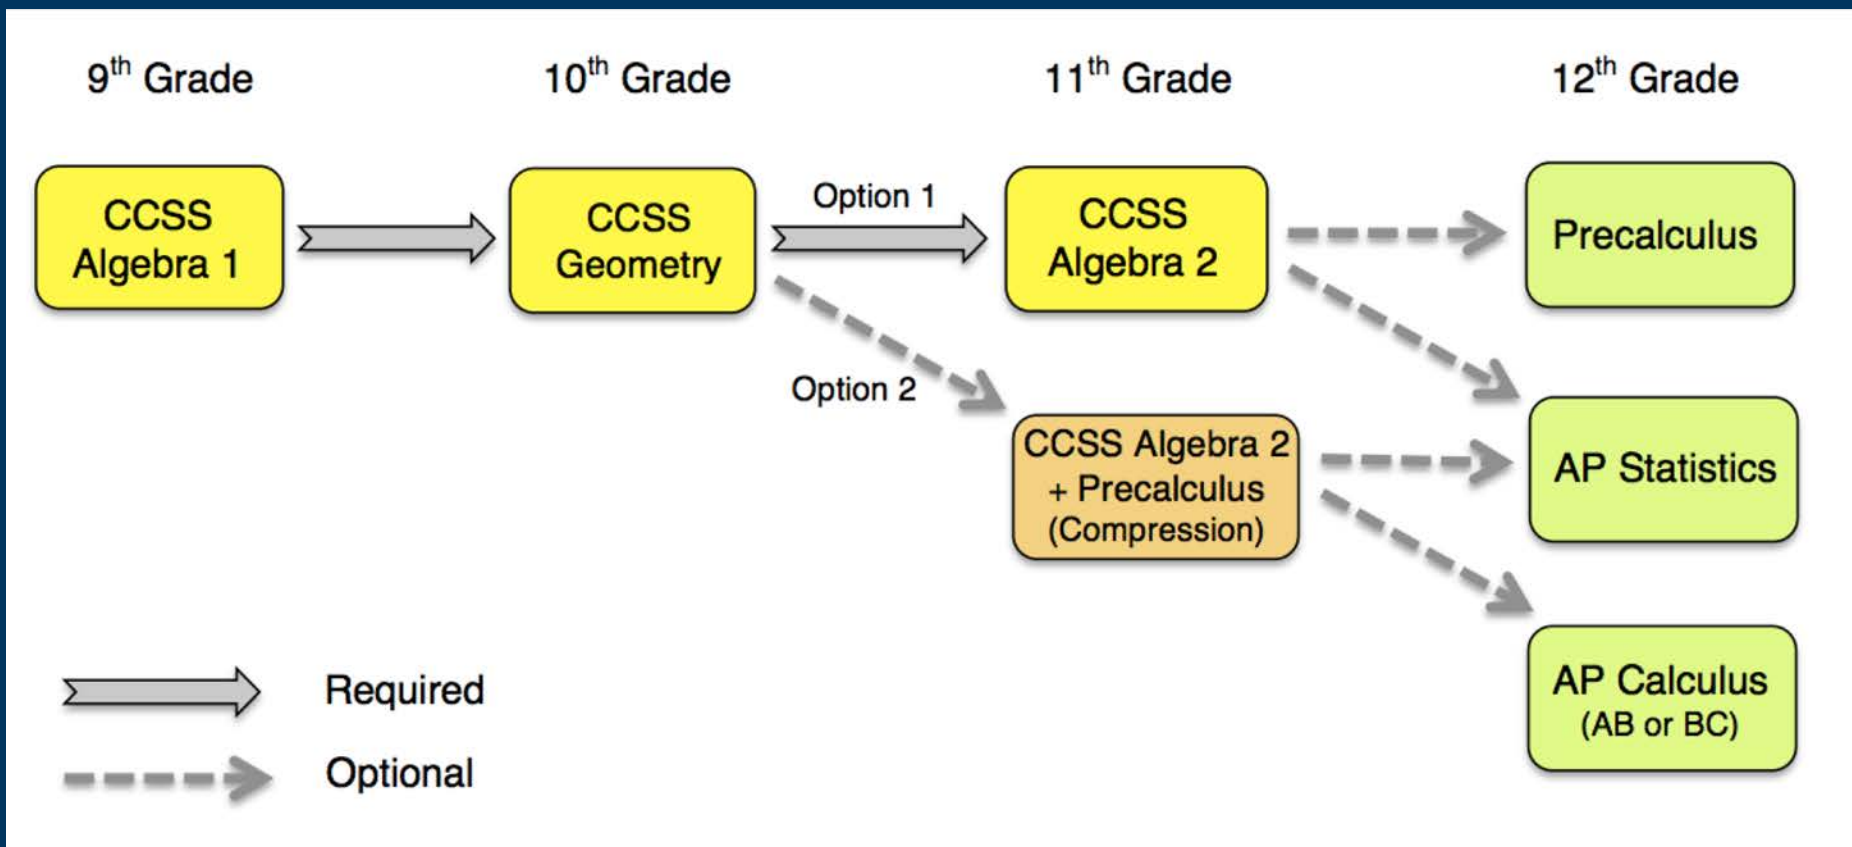 9th Grade
10th Grade
11th Grade
12th Grade
CCSS
Algebra 1
CCSS
Geometry
Option 1
Option 2
CCSS
Algebra 2
CCSS Algebra 2
+ Precalculus
(Compression)
Precalculus
AP Statistics
AP Calculus
(AB or BC)
Required
Optional